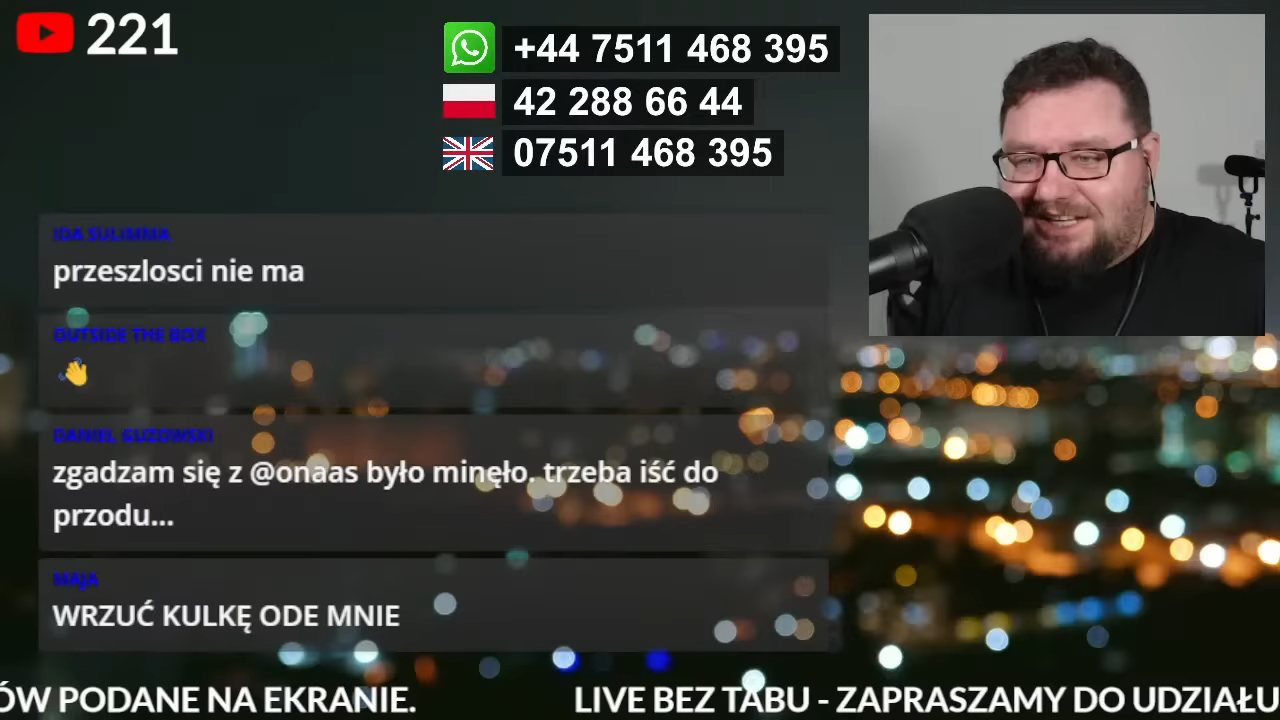 221
+44 7511 468 395
42 288 66 44
07511 468 395
IDA SULIMMA
przeszlosci nie ma
OUTSIDE THE BOX
DANIEL GUZOWSKI
zgadzam się z @onaas było minęło. trzeba iść do
przodu...
MAJA
WRZUĆ KULKĘ ODE MNIE
ÓW PODANE NA EKRANIE. LIVE BEZ TABU - ZAPRASZAMY DO UDZIAŁU